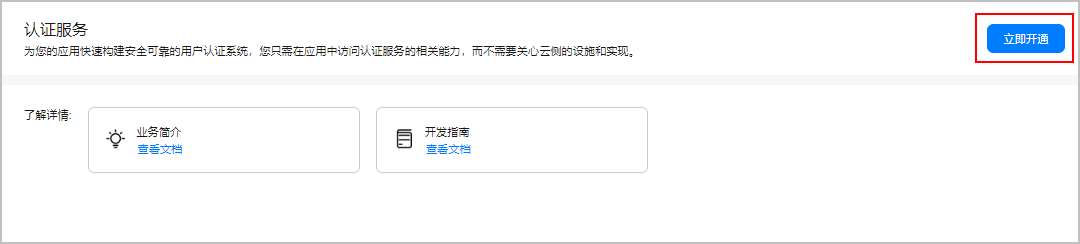 认证服务
为您的应用快速构建安全可靠的用户认证系统，您只需在应用中访问认证服务的相关能力，而不需要关心云侧的设施和实现。
立即开通
了解详情:
业务简介
查看文档
开发指南
查看文档